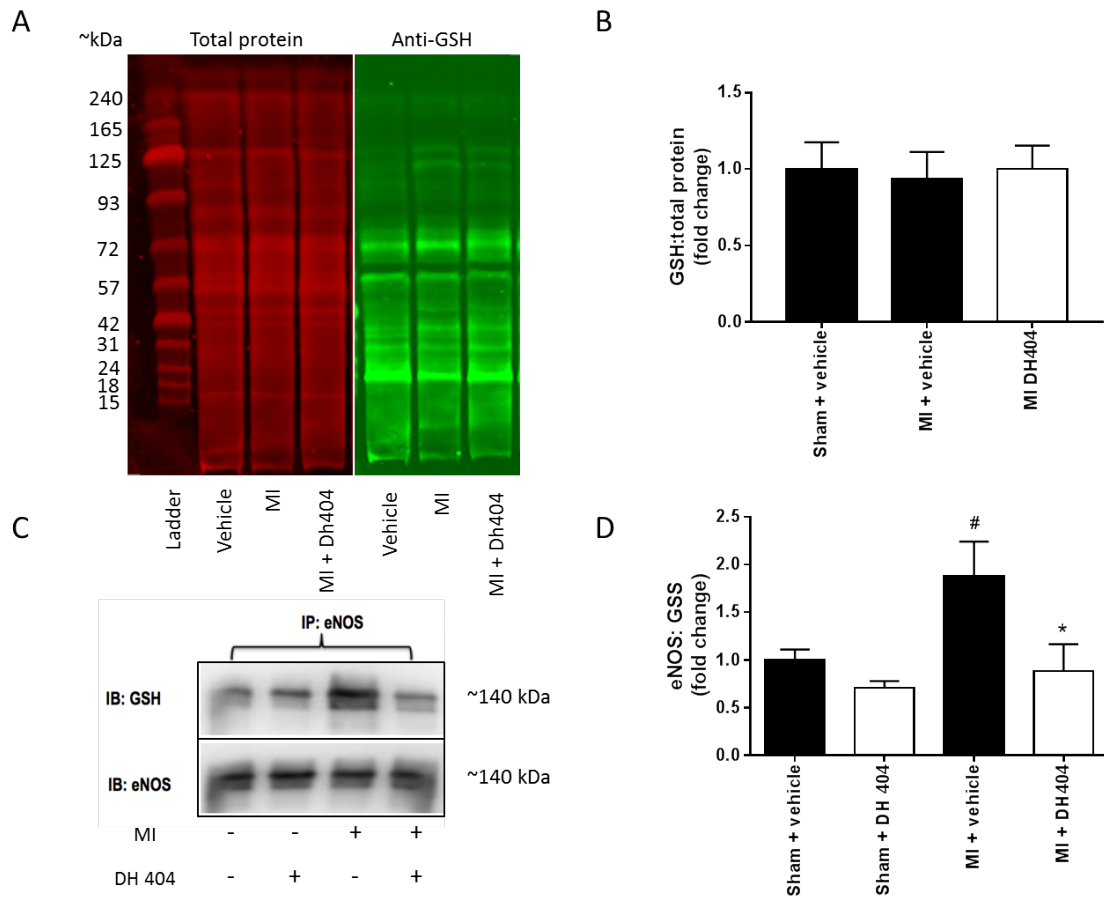 A
~kDa
Total protein
Anti-GSH
240
165
125
93
72
57
42
31
24
18
15
Ladder
Vehicle
MI
MI + Dh404
Vehicle
MI
MI + Dh404
B
GSH:total protein
(fold change)
1.5
1.0
0.5
0.0
Sham + vehicle
MI + vehicle
MI DH404
C
IP: eNOS
IB: GSH
~140 kDa
IB: eNOS
~140 kDa
MI - - + +
DH 404 - + - +
D
eNOS: GSS
(fold change)
2.5
2.0
1.5
1.0
0.5
0.0
#
*
Sham + vehicle
Sham + DH 404
MI + vehicle
MI + DH404